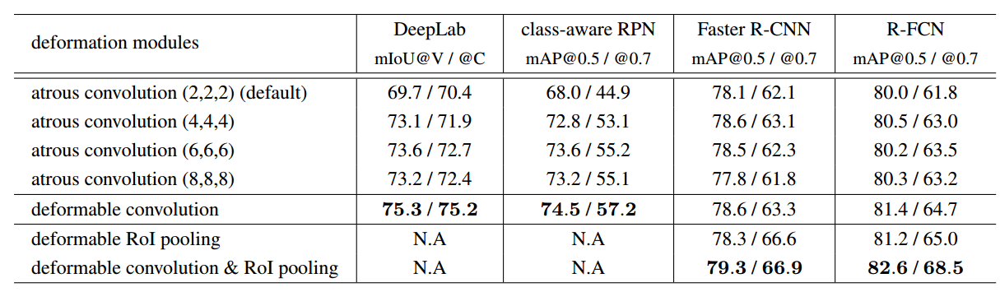 deformation modules DeepLab class-aware RPN Faster R-CNN R-FCN
mIoU@V / @C mAP@0.5 / @0.7 mAP@0.5 / @0.7 mAP@0.5 / @0.7
atrous convolution (2,2,2) (default) 69.7 / 70.4 68.0 / 44.9 78.1 / 62.1 80.0 / 61.8
atrous convolution (4,4,4) 73.1 / 71.9 72.8 / 53.1 78.6 / 63.1 80.5 / 63.0
atrous convolution (6,6,6) 73.6 / 72.7 73.6 / 55.2 78.5 / 62.3 80.2 / 63.5
atrous convolution (8,8,8) 73.2 / 72.4 73.2 / 55.1 77.8 / 61.8 80.3 / 63.2
deformable convolution 75.3 / 75.2 74.5 / 57.2 78.6 / 63.3 81.4 / 64.7
deformable RoI pooling N.A N.A 78.3 / 66.6 81.2 / 65.0
deformable convolution & RoI pooling N.A N.A 79.3 / 66.9 82.6 / 68.5